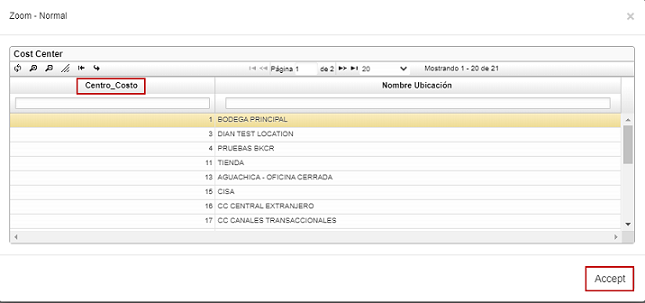 Zoom - Normal ×
Cost Center
Página 1 de 2 20 Mostrando 1 - 20 de 21
Centro_Costo Nombre Ubicación
1 BODEGA PRINCIPAL
3 DIAN TEST LOCATION
4 PRUEBAS BKCR
11 TIENDA
13 AGUACHICA - OFICINA CERRADA
15 CISA
16 CC CENTRAL EXTRANJERO
17 CC CANALES TRANSACCIONALES
Accept